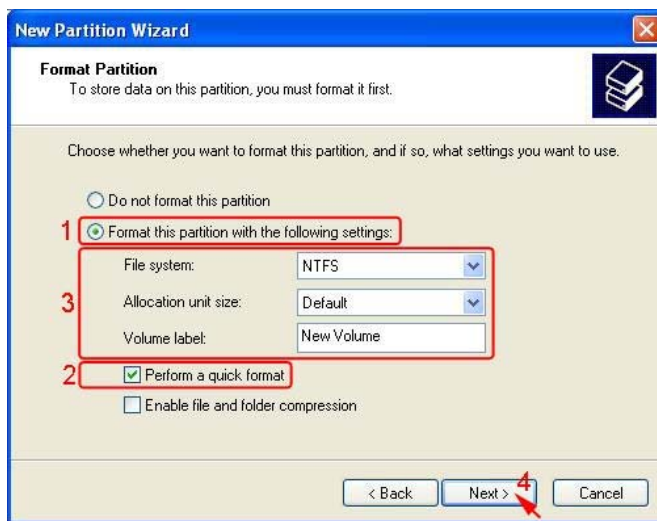 New Partition Wizard
Format Partition
To store data on this partition, you must format it first.
Choose whether you want to format this partition, and if so, what settings you want to use.
Do not format this partition
1 Format this partition with the following settings:
File system: NTFS
3 Allocation unit size: Default
Volume label: New Volume
2 Perform a quick format
Enable file and folder compression
4
< Back Next > Cancel